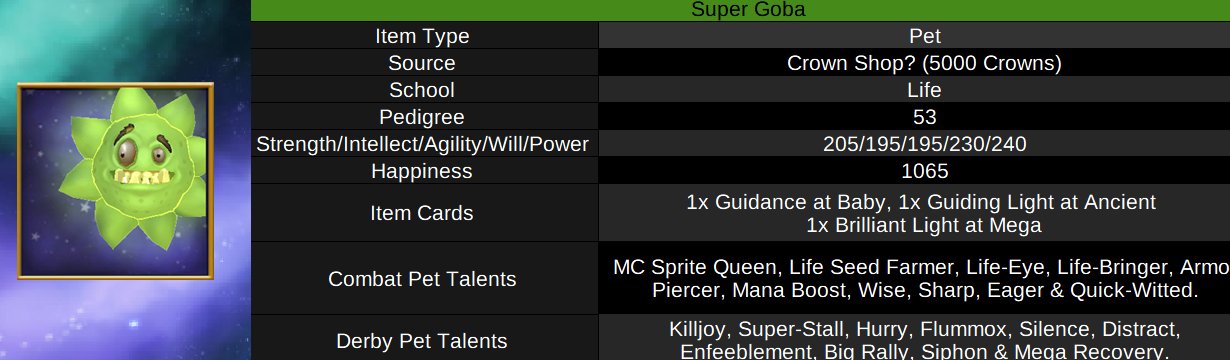 Super Goba
Item Type Pet
Source Crown Shop? (5000 Crowns)
School Life
Pedigree 53
Strength/Intellect/Agility/Will/Power 205/195/195/230/240
Happiness 1065
Item Cards 1x Guidance at Baby, 1x Guiding Light at Ancient
1x Brilliant Light at Mega
Combat Pet Talents MC Sprite Queen, Life Seed Farmer, Life-Eye, Life-Bringer, Armo
Piercer, Mana Boost, Wise, Sharp, Eager & Quick-Witted.
Derby Pet Talents Killjoy, Super-Stall, Hurry, Flummox, Silence, Distract,
Enfeeblement, Big Rally, Siphon & Mega Recovery.